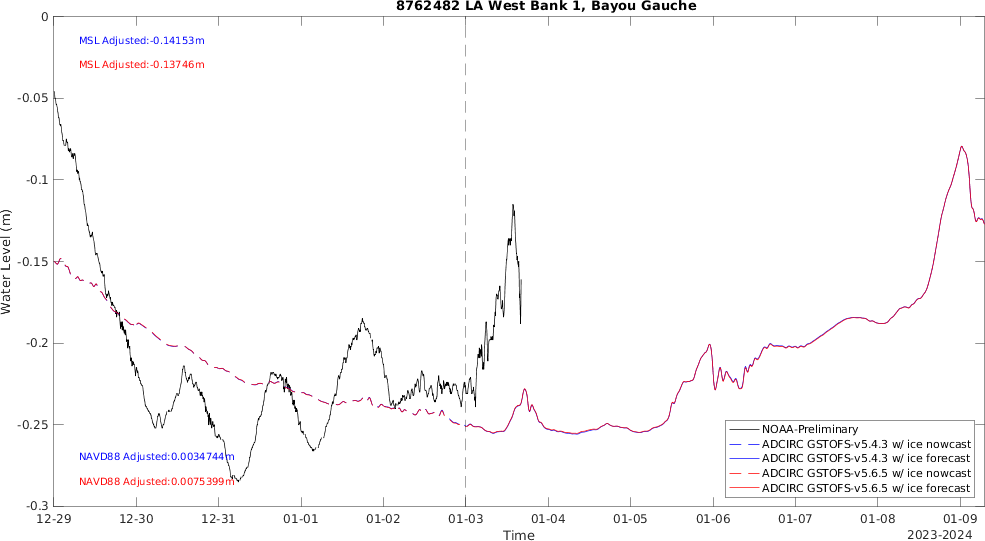 8762482 LA West Bank 1, Bayou Gauche
0
MSL Adjusted:-0.14153m
MSL Adjusted:-0.13746m
-0.05
-0.1
-0.15
-0.2
-0.25
-0.3
Water Level (m)
NAVD88 Adjusted:0.0034744m
NAVD88 Adjusted:0.0075399m
NOAA-Preliminary
ADCIRC GSTOFS-v5.4.3 w/ ice nowcast
ADCIRC GSTOFS-v5.4.3 w/ ice forecast
ADCIRC GSTOFS-v5.6.5 w/ ice nowcast
ADCIRC GSTOFS-v5.6.5 w/ ice forecast
12-29 12-30 12-31 01-01 01-02 01-03 01-04 01-05 01-06 01-07 01-08 01-09
Time
2023-2024